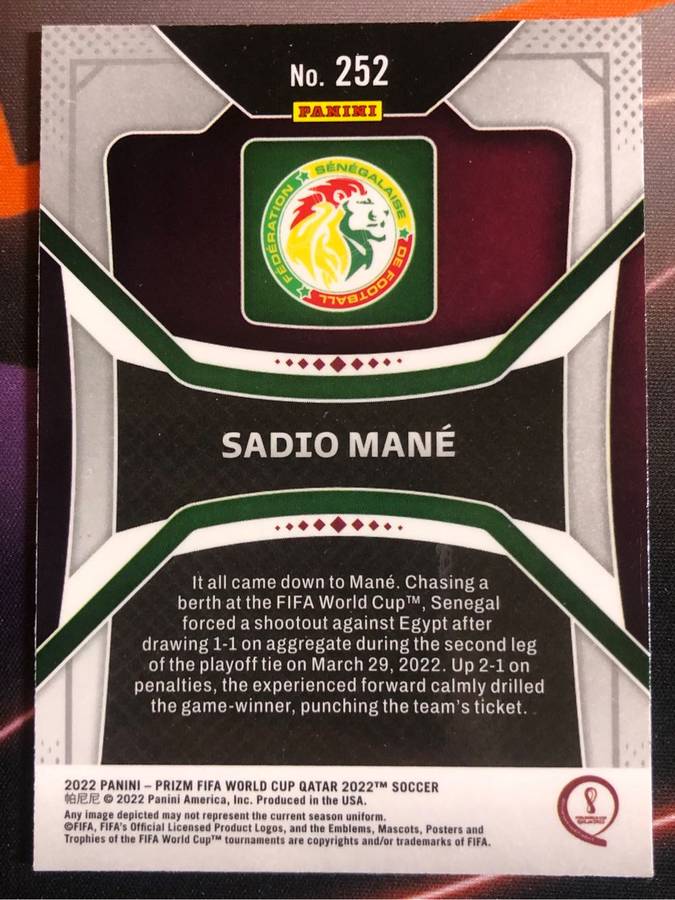 No. 252
PANINI
FÉDÉRATION SÉNÉGALAISE DE FOOTBALL
SADIO MANÉ
It all came down to Mané. Chasing a
berth at the FIFA World Cup™, Senegal
forced a shootout against Egypt after
drawing 1-1 on aggregate during the second leg
of the playoff tie on March 29, 2022. Up 2-1 on
penalties, the experienced forward calmly drilled
the game-winner, punching the team's ticket.
2022 PANINI – PRIZM FIFA WORLD CUP QATAR 2022™ SOCCER
帕尼尼 © 2022 Panini America, Inc. Produced in the USA.
Any image depicted may not represent the current season uniform.
©FIFA, FIFA's Official Licensed Product Logos, and the Emblems, Mascots, Posters and
Trophies of the FIFA World Cup™ tournaments are copyrights and/or trademarks of FIFA.